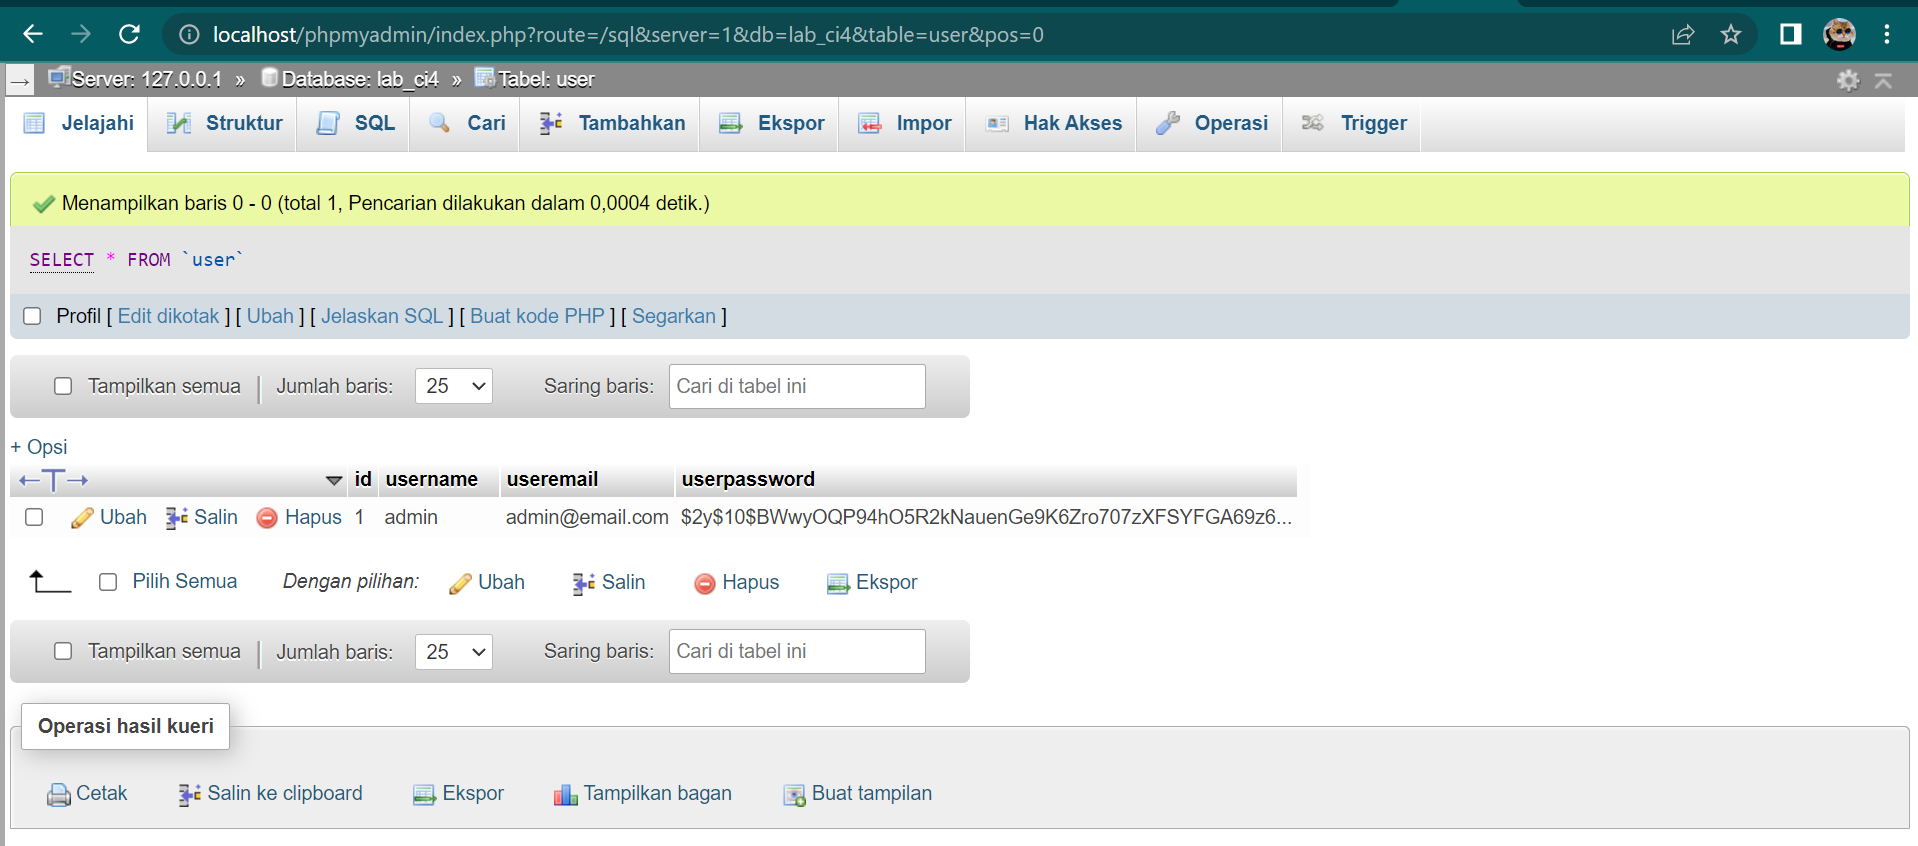 localhost/phpmyadmin/index.php?route=/sql&server=1&db=lab_ci4&table=user&pos=0
Server: 127.0.0.1 » Database: lab_ci4 » Tabel: user
Jelajahi Struktur SQL Cari Tambahkan Ekspor Impor Hak Akses Operasi Trigger
Menampilkan baris 0 - 0 (total 1, Pencarian dilakukan dalam 0,0004 detik.)
SELECT * FROM `user`
Profil [ Edit dikotak ] [ Ubah ] [ Jelaskan SQL ] [ Buat kode PHP ] [ Segarkan ]
Tampilkan semua | Jumlah baris: 25 Saring baris: Cari di tabel ini
+ Opsi
←T→ id username useremail userpassword
Ubah Salin Hapus 1 admin admin@email.com $2y$10$BWwyOQP94hO5R2kNauenGe9K6Zro707zXFSYFGA69z6...
Pilih Semua Dengan pilihan: Ubah Salin Hapus Ekspor
Tampilkan semua | Jumlah baris: 25 Saring baris: Cari di tabel ini
Operasi hasil kueri
Cetak Salin ke clipboard Ekspor Tampilkan bagan Buat tampilan